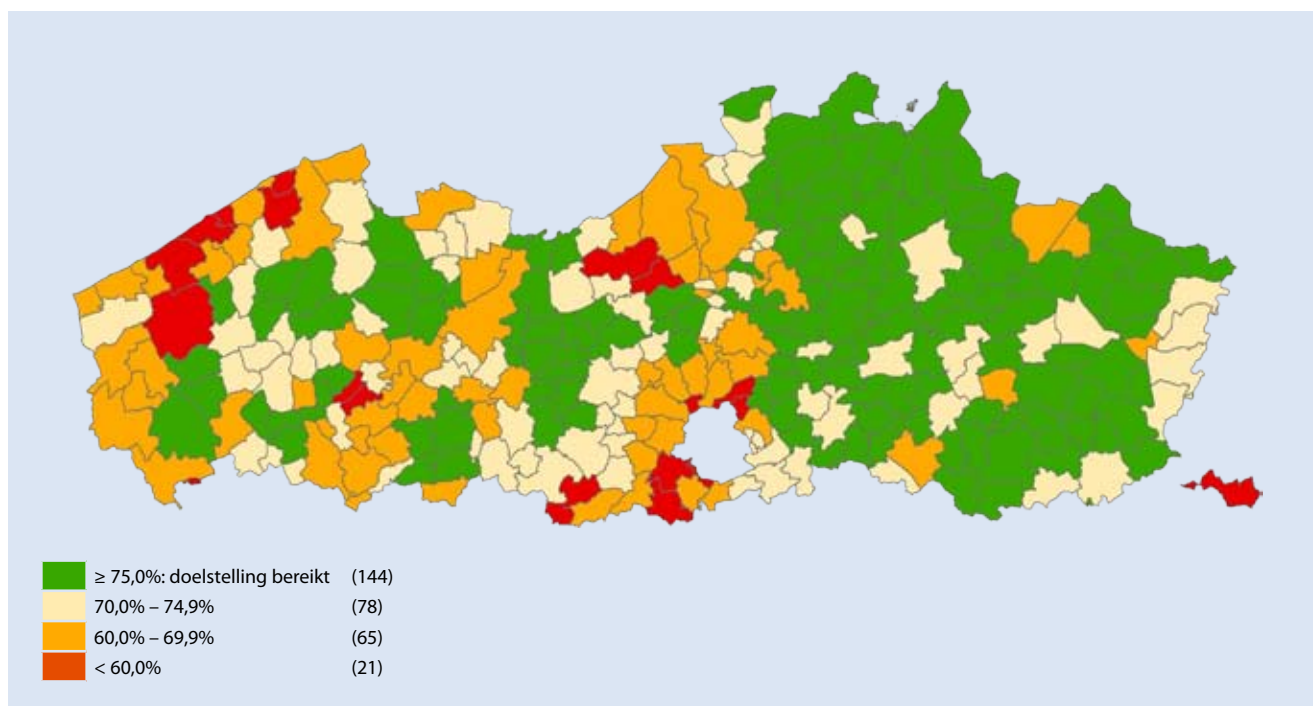 ≥ 75,0%: doelstelling bereikt (144)
70,0% – 74,9% (78)
60,0% – 69,9% (65)
< 60,0% (21)